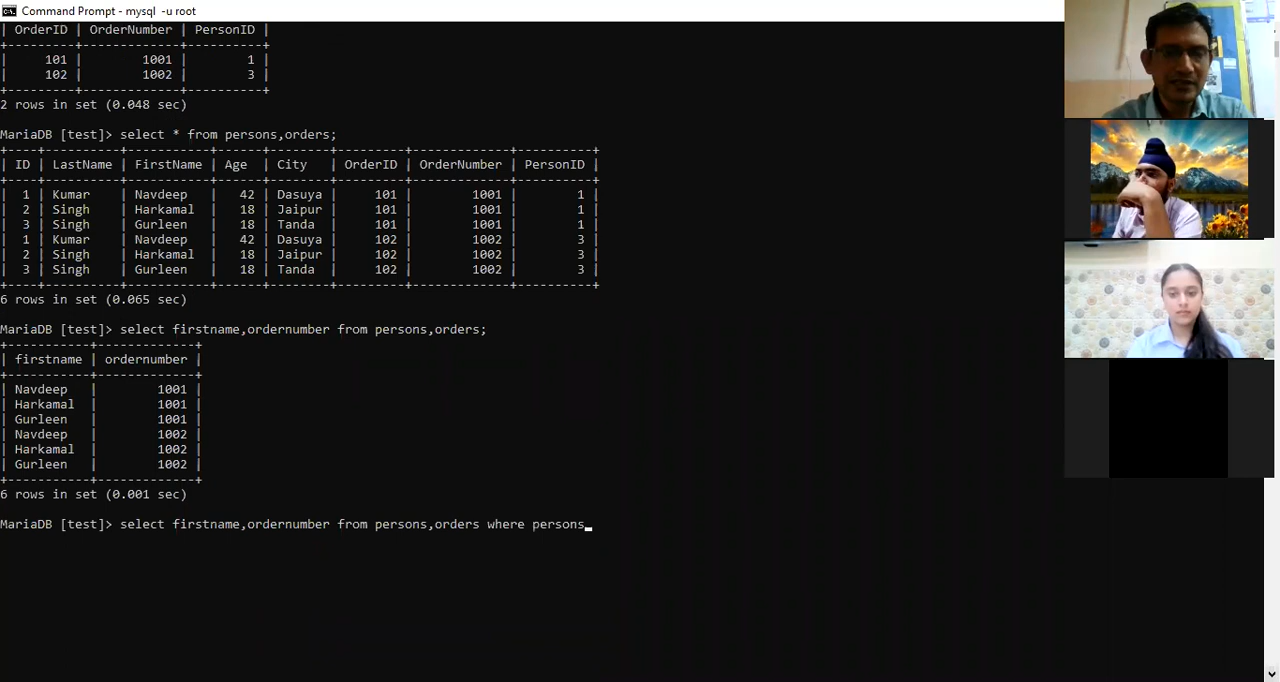 Command Prompt - mysql -u root
| OrderID | OrderNumber | PersonID |
+---------+-------------+----------+
|     101 |        1001 |        1 |
|     102 |        1002 |        3 |
+---------+-------------+----------+
2 rows in set (0.048 sec)
MariaDB [test]> select * from persons,orders;
+----+----------+-----------+------+--------+---------+-------------+----------+
| ID | LastName | FirstName | Age  | City   | OrderID | OrderNumber | PersonID |
+----+----------+-----------+------+--------+---------+-------------+----------+
|  1 | Kumar    | Navdeep   |   42 | Dasuya |     101 |        1001 |        1 |
|  2 | Singh    | Harkamal  |   18 | Jaipur |     101 |        1001 |        1 |
|  3 | Singh    | Gurleen   |   18 | Tanda  |     101 |        1001 |        1 |
|  1 | Kumar    | Navdeep   |   42 | Dasuya |     102 |        1002 |        3 |
|  2 | Singh    | Harkamal  |   18 | Jaipur |     102 |        1002 |        3 |
|  3 | Singh    | Gurleen   |   18 | Tanda  |     102 |        1002 |        3 |
+----+----------+-----------+------+--------+---------+-------------+----------+
6 rows in set (0.065 sec)
MariaDB [test]> select firstname,ordernumber from persons,orders;
+-----------+-------------+
| firstname | ordernumber |
+-----------+-------------+
| Navdeep   |        1001 |
| Harkamal  |        1001 |
| Gurleen   |        1001 |
| Navdeep   |        1002 |
| Harkamal  |        1002 |
| Gurleen   |        1002 |
+-----------+-------------+
6 rows in set (0.001 sec)
MariaDB [test]> select firstname,ordernumber from persons,orders where persons